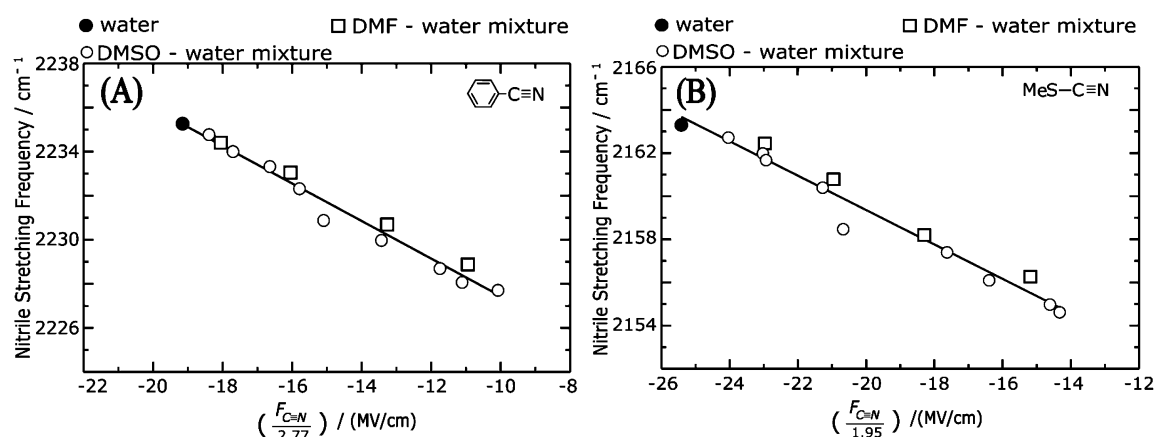 ● water
□ DMF - water mixture
○ DMSO - water mixture
(A)
C≡N
Nitrile Stretching Frequency / cm⁻¹
2238
2234
2230
2226
-22 -20 -18 -16 -14 -12 -10 -8
(F_C≡N / 2.77) / (MV/cm)
● water
□ DMF - water mixture
○ DMSO - water mixture
(B)
MeS–C≡N
Nitrile Stretching Frequency / cm⁻¹
2166
2162
2158
2154
-26 -24 -22 -20 -18 -16 -14 -12
(F_C≡N / 1.95) / (MV/cm)